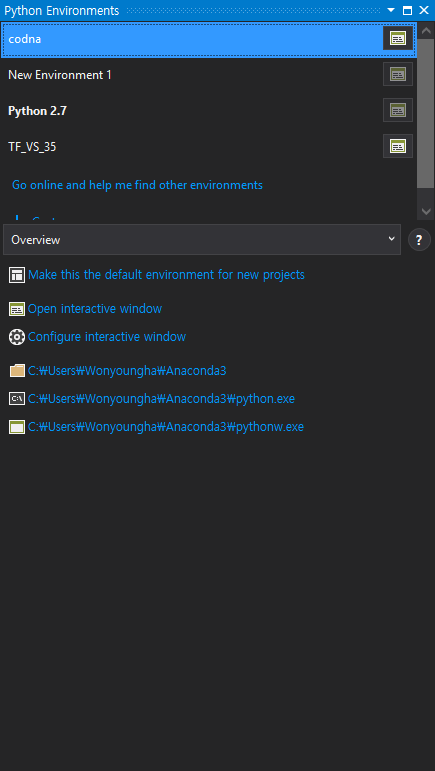 Python Environments
codna
New Environment 1
Python 2.7
TF_VS_35
Go online and help me find other environments
Overview
?
Make this the default environment for new projects
Open interactive window
Configure interactive window
C:₩Users₩Wonyoungha₩Anaconda3
C:\
C:₩Users₩Wonyoungha₩Anaconda3₩python.exe
C:₩Users₩Wonyoungha₩Anaconda3₩pythonw.exe